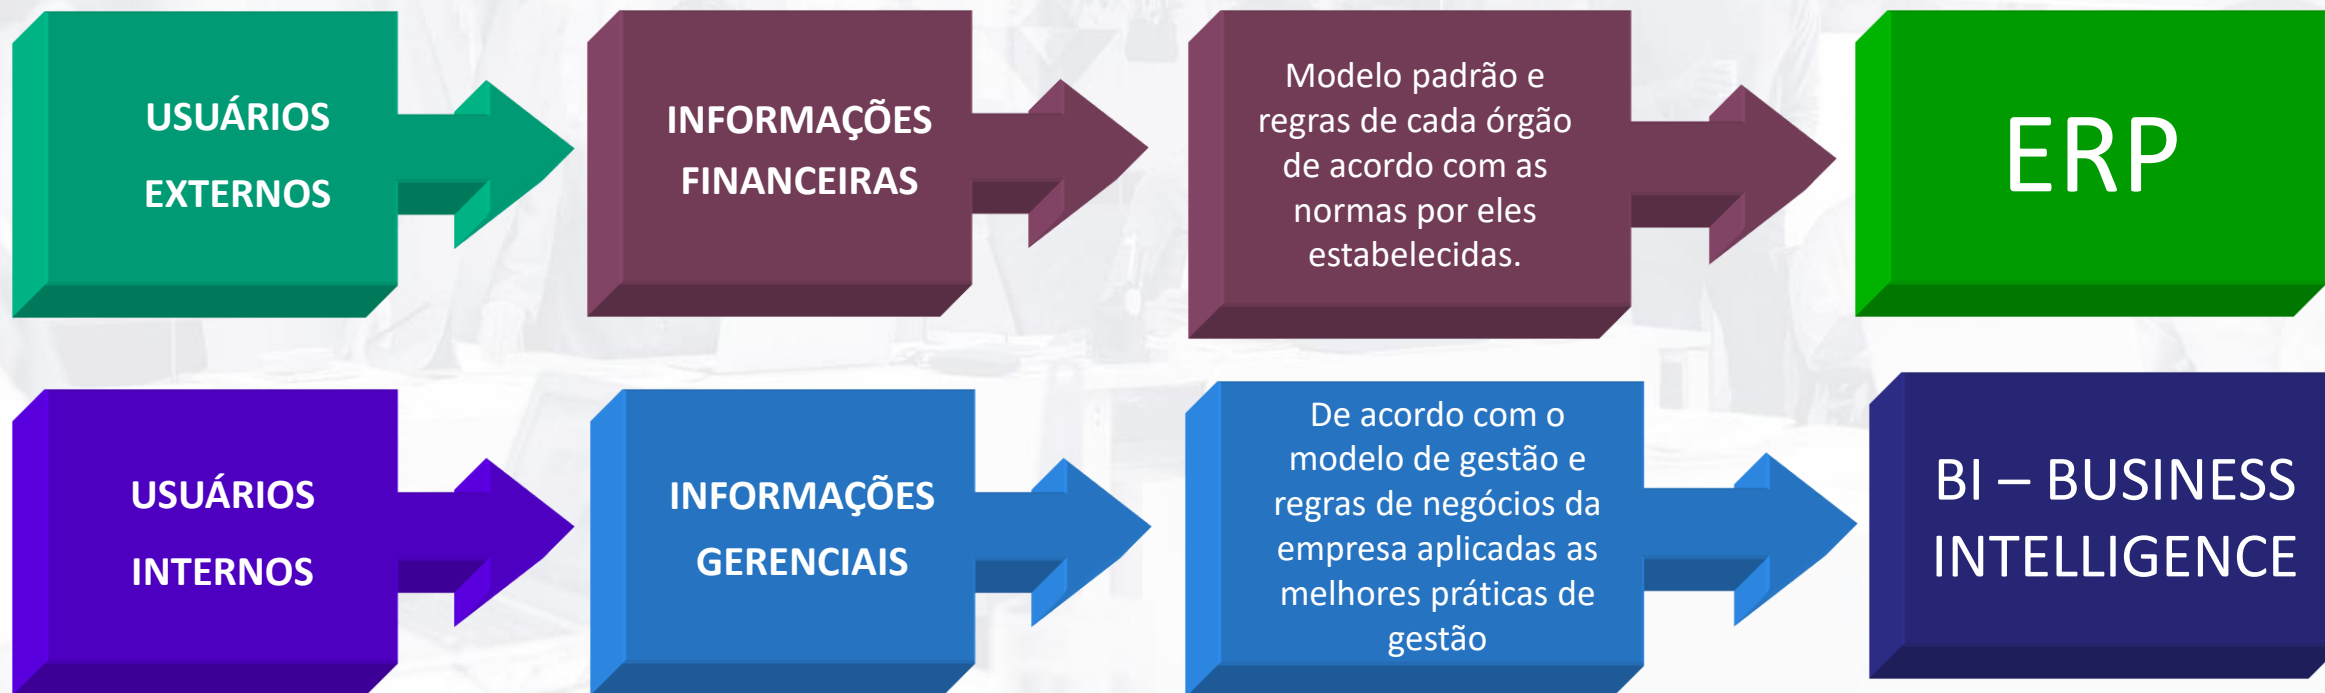 USUÁRIOS
EXTERNOS
INFORMAÇÕES
FINANCEIRAS
Modelo padrão e
regras de cada órgão
de acordo com as
normas por eles
estabelecidas.
ERP
USUÁRIOS
INTERNOS
INFORMAÇÕES
GERENCIAIS
De acordo com o
modelo de gestão e
regras de negócios da
empresa aplicadas as
melhores práticas de
gestão
BI – BUSINESS
INTELLIGENCE